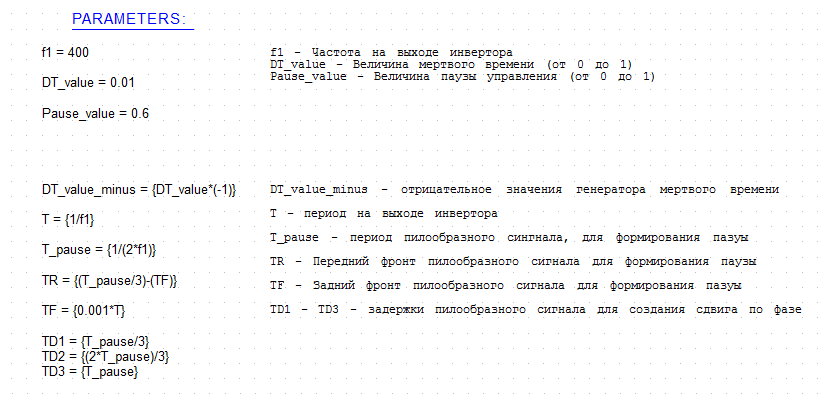 PARAMETERS:
f1 = 400
f1 - Частота на выходе инвертора
DT_value - Величина мертвого времени (от 0 до 1)
DT_value = 0.01
Pause_value - Величина паузы управления (от 0 до 1)
Pause_value = 0.6
DT_value_minus = {DT_value*(-1)}
DT_value_minus - отрицательное значения генератора мертвого времени
T = {1/f1}
T - период на выходе инвертора
T_pause = {1/(2*f1)}
T_pause - период пилообразного сингнала, для формирования пазуы
TR = {(T_pause/3)-(TF)}
TR - Передний фронт пилообразного сигнала для формирования паузы
TF = {0.001*T}
TF - Задний фронт пилообразного сигнала для формирования пазуы
TD1 - TD3 - задержки пилообразного сигнала для создания сдвига по фазе
TD1 = {T_pause/3}
TD2 = {(2*T_pause)/3}
TD3 = {T_pause}